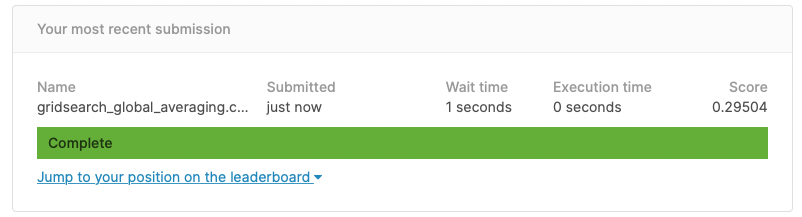 Your most recent submission
Name Submitted Wait time Execution time Score
gridsearch_global_averaging.c... just now 1 seconds 0 seconds 0.29504
Complete
Jump to your position on the leaderboard